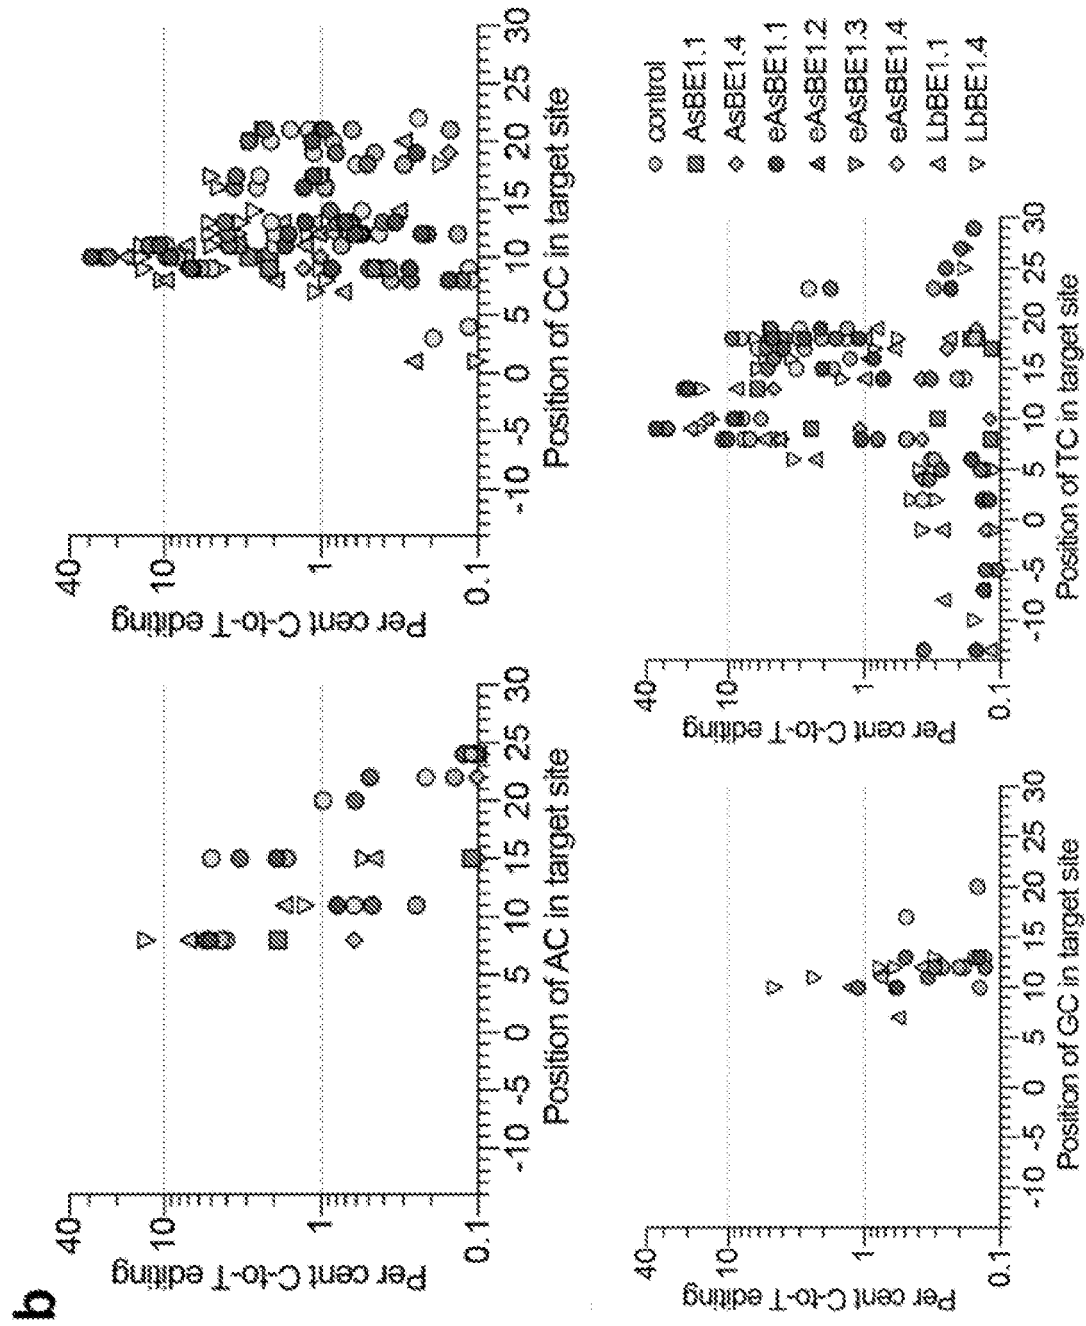 b
Per cent C-to-T editing
40
10
1
0.1
-10 -5 0 5 10 15 20 25 30
Position of AC in target site
Per cent C-to-T editing
40
10
1
0.1
-10 -5 0 5 10 15 20 25 30
Position of CC in target site
Per cent C-to-T editing
40
10
1
0.1
-10 -5 0 5 10 15 20 25 30
Position of GC in target site
Per cent C-to-T editing
40
10
1
0.1
-10 -5 0 5 10 15 20 25 30
Position of TC in target site
control
AsBE1.1
AsBE1.4
eAsBE1.1
eAsBE1.2
eAsBE1.3
eAsBE1.4
LbBE1.1
LbBE1.4